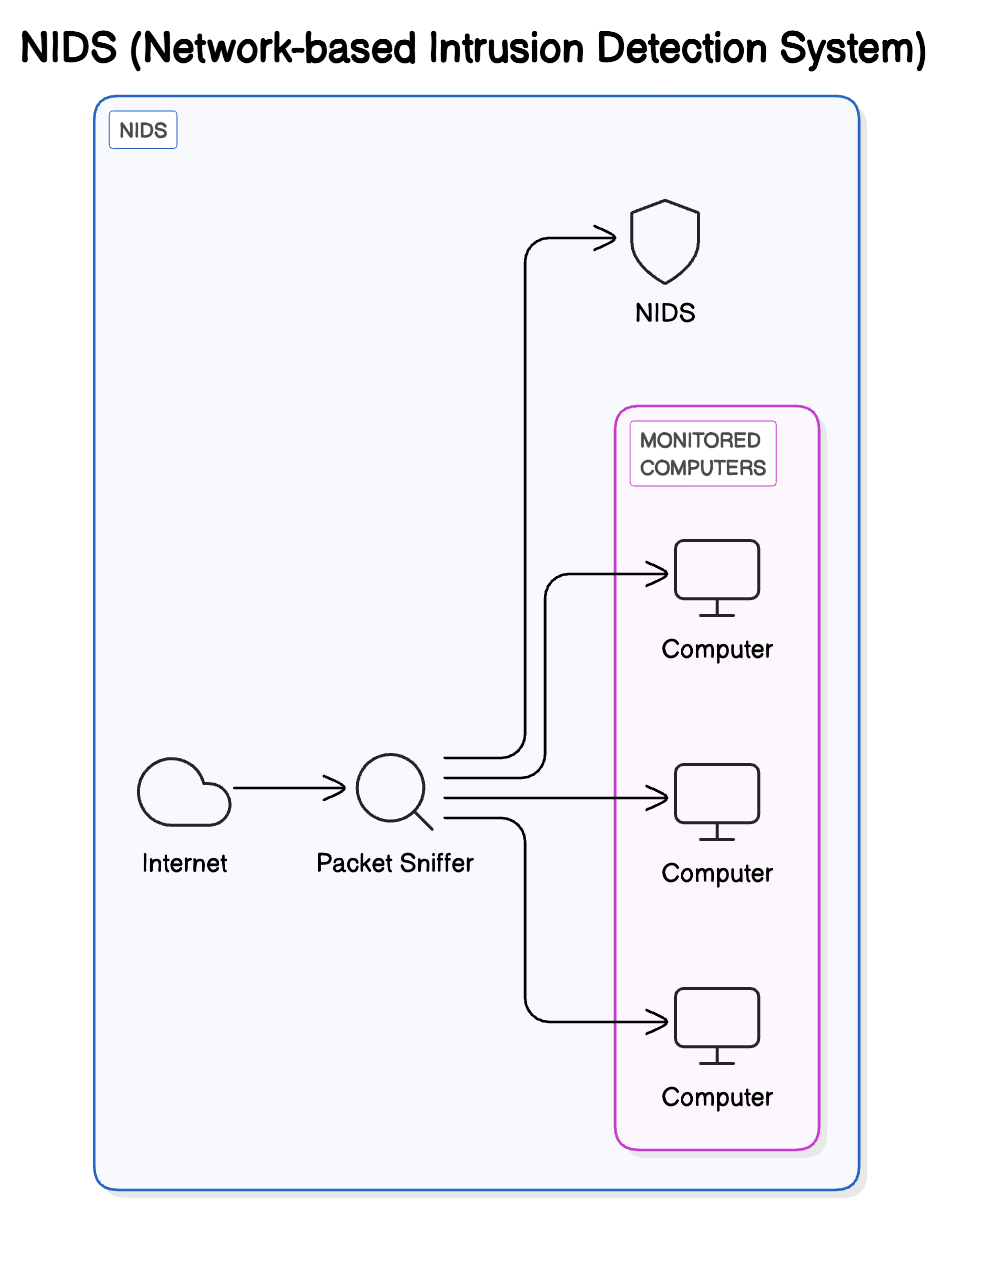 NIDS (Network-based Intrusion Detection System)
NIDS
NIDS
MONITORED
COMPUTERS
Computer
Internet
Packet Sniffer
Computer
Computer